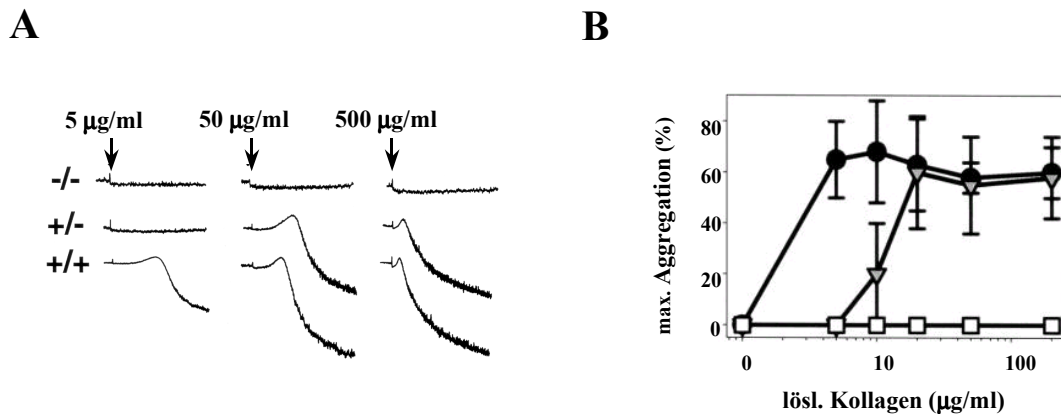 A
B
5 μg/ml 50 μg/ml 500 μg/ml
-/-
+/-
+/+
max. Aggregation (%)
80
60
40
20
0
0 10 100
lösl. Kollagen (μg/ml)